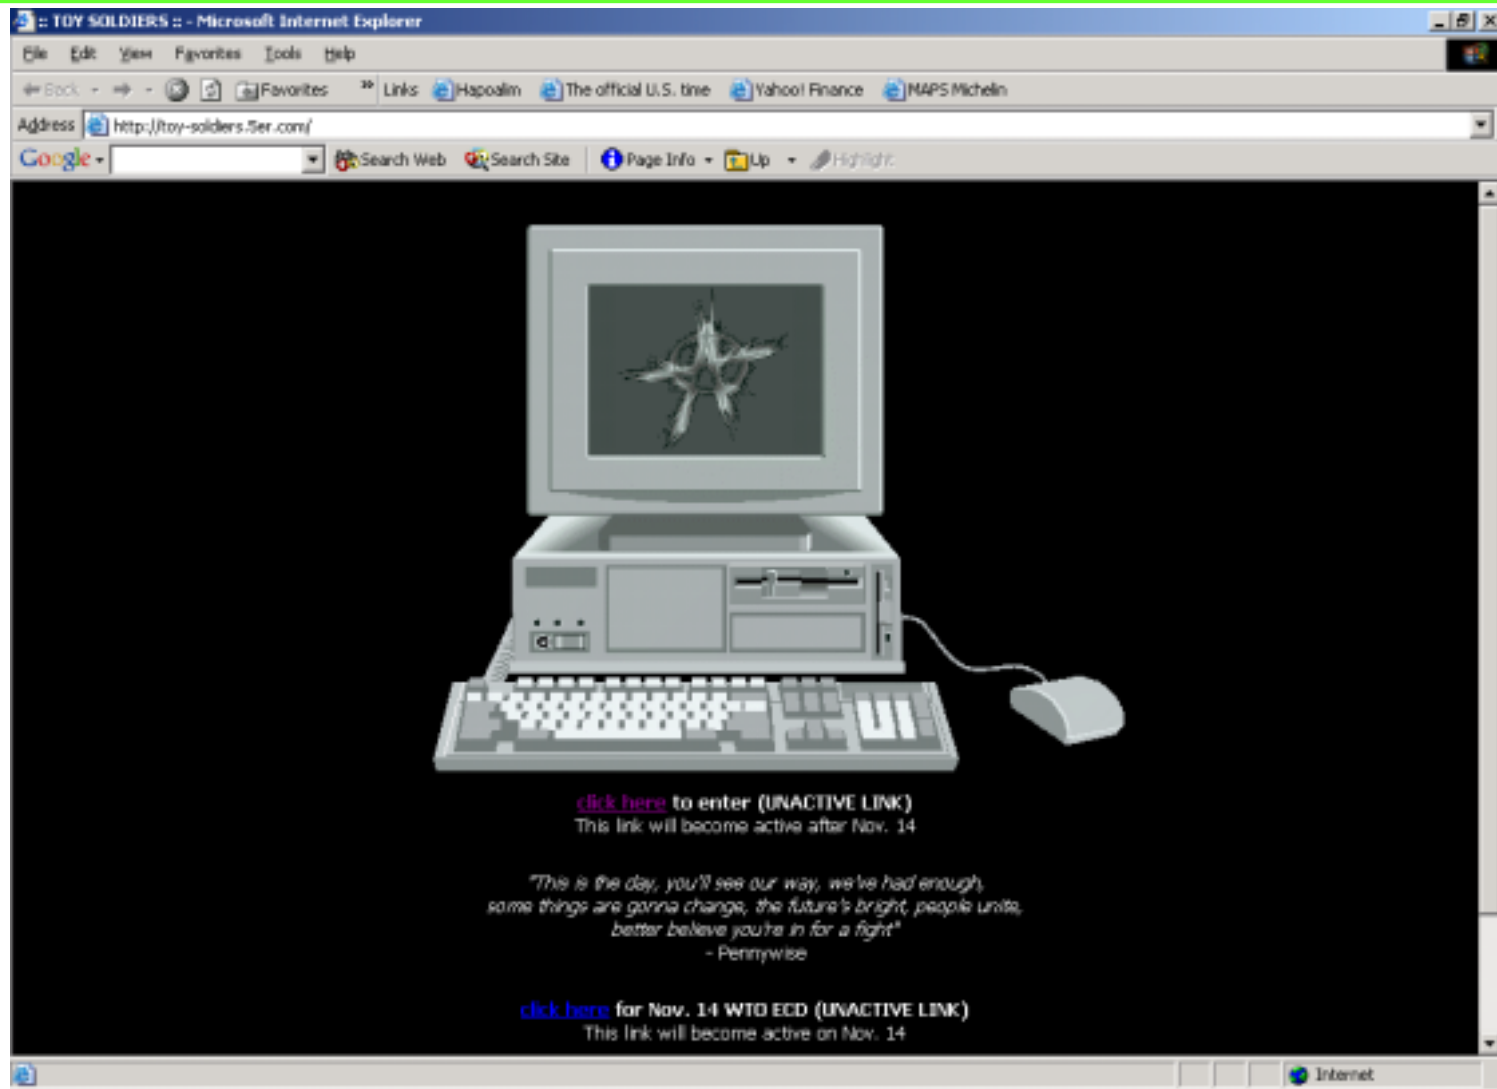 :: TOY SOLDIERS :: - Microsoft Internet Explorer
File Edit View Favorites Tools Help
Back Favorites » Links Hapoalim The official U.S. time Yahoo! Finance MAPS Michelin
Address http://toy-soldiers.5er.com/
Google Search Web Search Site Page Info Up Highlight
click here to enter (UNACTIVE LINK)
This link will become active after Nov. 14
"This is the day, you'll see our way, we've had enough,
some things are gonna change, the future's bright, people unite,
better believe you're in for a fight"
- Pennywise
click here for Nov. 14 WTO ECD (UNACTIVE LINK)
This link will become active on Nov. 14
Internet